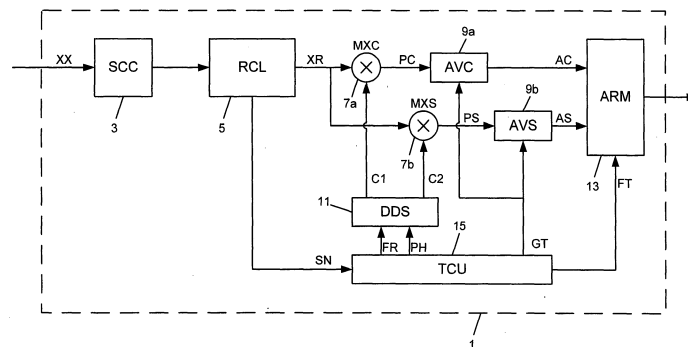 XX
SCC
3
RCL
5
XR
MXC
7a
PC
9a
AVC
AC
MXS
7b
PS
9b
AVS
AS
ARM
13
FT
C1
C2
11
DDS
FR
PH
15
GT
SN
TCU
1